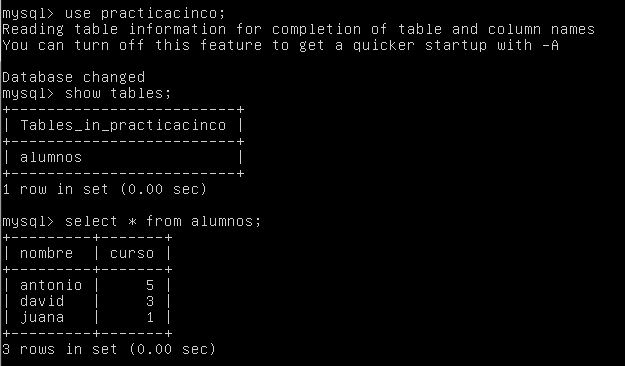 mysql> use practicacinco;
Reading table information for completion of table and column names
You can turn off this feature to get a quicker startup with -A

Database changed
mysql> show tables;
+-------------------------+
| Tables_in_practicacinco |
+-------------------------+
| alumnos                 |
+-------------------------+
1 row in set (0.00 sec)

mysql> select * from alumnos;
+---------+-------+
| nombre  | curso |
+---------+-------+
| antonio |     5 |
| david   |     3 |
| juana   |     1 |
+---------+-------+
3 rows in set (0.00 sec)